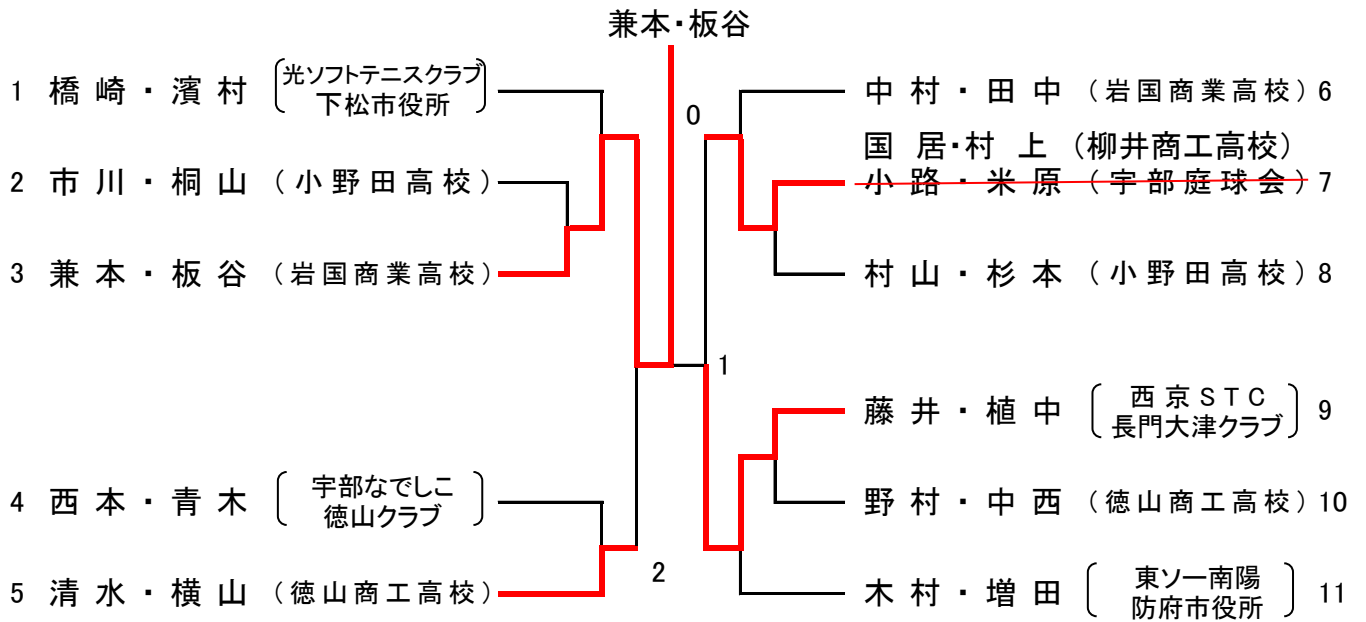 兼本・板谷
1 橋崎・濱村 (光ソフトテニスクラブ
下松市役所)
2 市川・桐山 (小野田高校)
3 兼本・板谷 (岩国商業高校)
4 西本・青木 (宇部なでしこ
徳山クラブ)
5 清水・横山 (徳山商工高校)
0
1
2
中村・田中 (岩国商業高校) 6
国居・村上 (柳井商工高校)
小路・米原 (宇部庭球会) 7
村山・杉本 (小野田高校) 8
藤井・植中 (西京STC
長門大津クラブ) 9
野村・中西 (徳山商工高校) 10
木村・増田 (東ソー南陽
防府市役所) 11